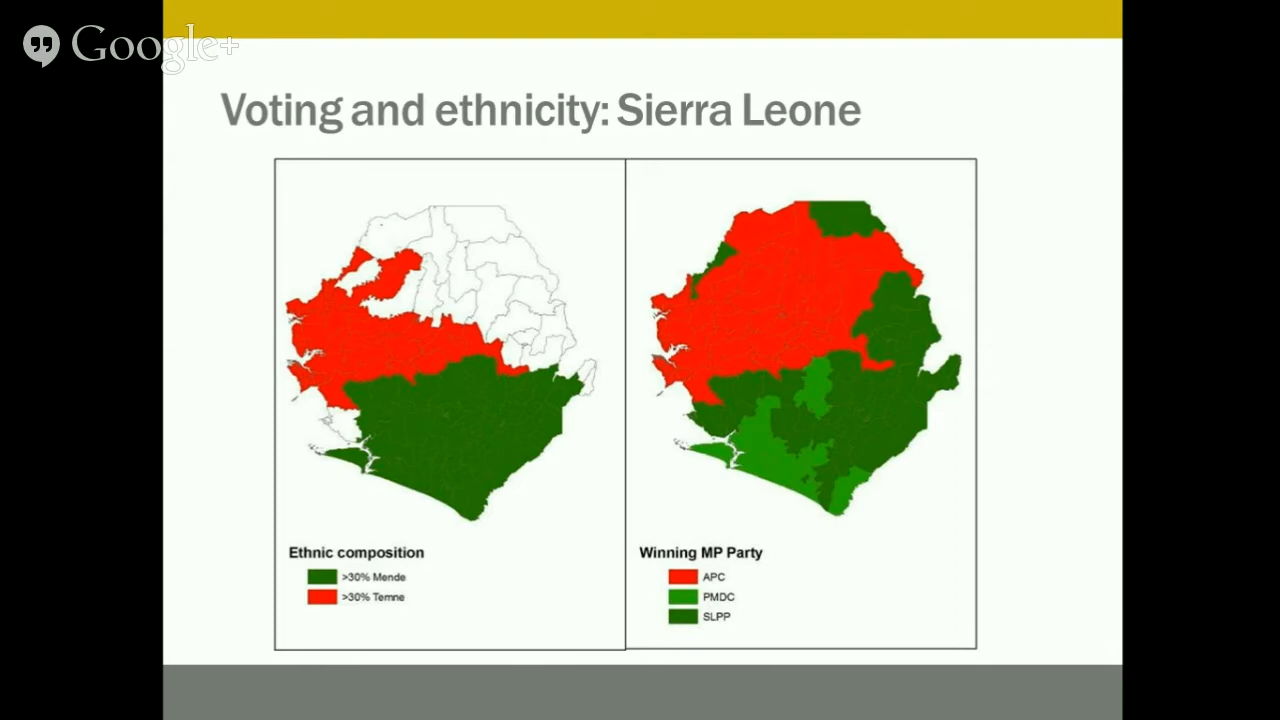 Google+
Voting and ethnicity: Sierra Leone
Ethnic composition
>30% Mende
>30% Temne
Winning MP Party
APC
PMDC
SLPP